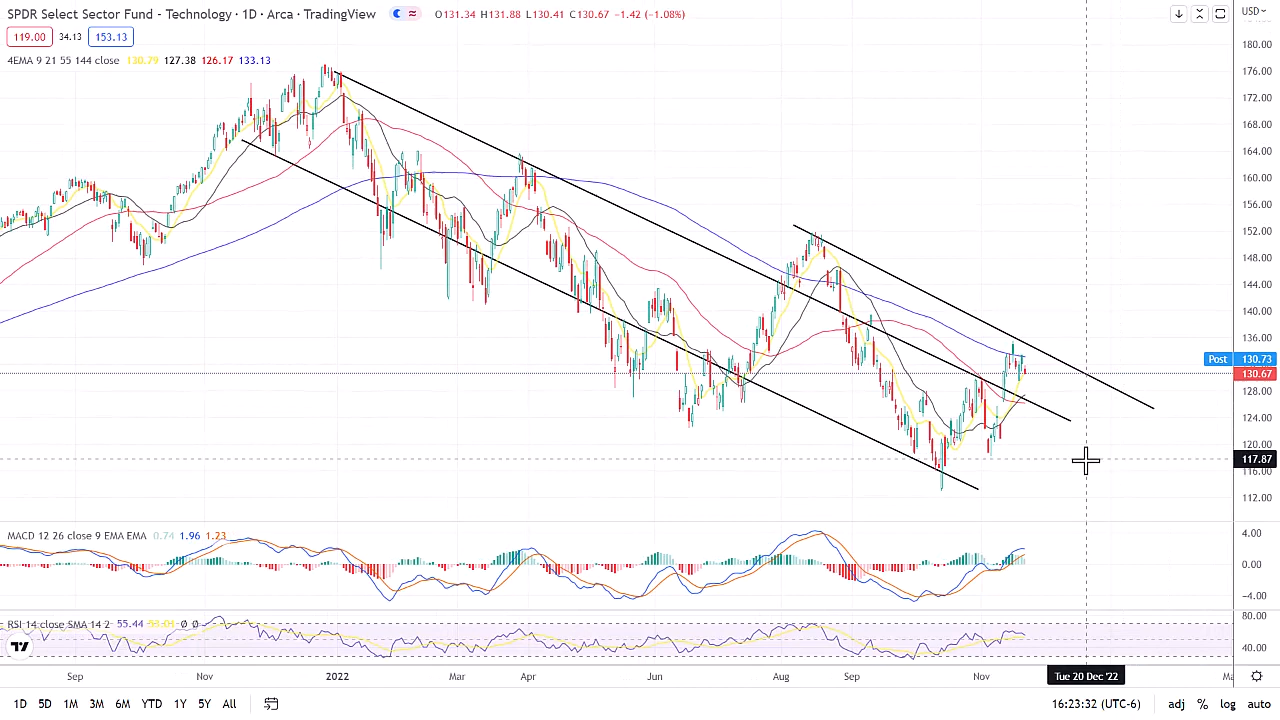 SPDR Select Sector Fund - Technology · 1D · Arca · TradingView O131.34 H131.88 L130.41 C130.67 −1.42 (−1.08%)
USD
119.00 34.13 153.13
4EMA 9 21 55 144 close 130.79 127.38 126.17 133.13
180.00
176.00
172.00
168.00
164.00
160.00
156.00
152.00
148.00
144.00
140.00
136.00
Post 130.73
130.67
128.00
124.00
120.00
117.87
116.00
112.00
MACD 12 26 close 9 EMA EMA 0.74 1.96 1.23
4.00
0.00
−4.00
RSI 14 close SMA 14 2 55.44 53.01 Ø Ø
80.00
40.00
Sep Nov 2022 Mar Apr Jun Aug Sep Nov Tue 20 Dec '22
1D 5D 1M 3M 6M YTD 1Y 5Y All 16:23:32 (UTC-6) adj % log auto